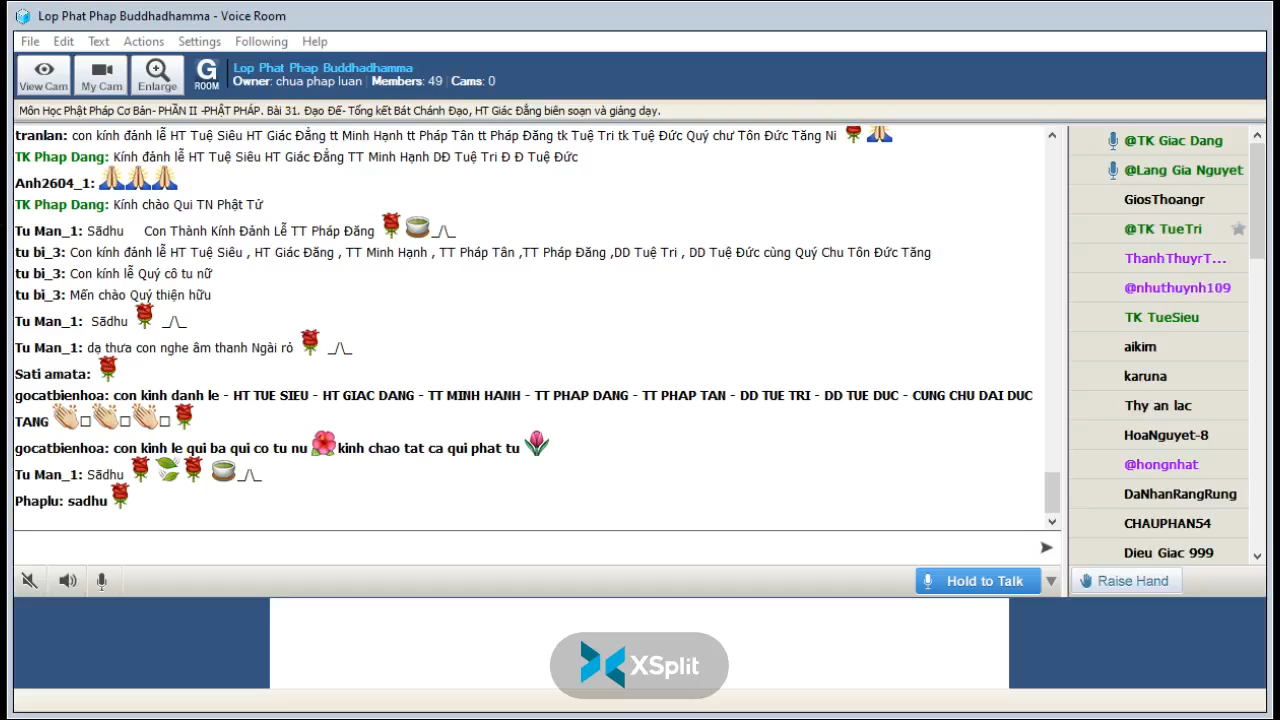 Lop Phat Phap Buddhadhamma - Voice Room
File Edit Text Actions Settings Following Help
View Cam My Cam Enlarge G ROOM
Lop Phat Phap Buddhadhamma
Owner: chua phap luan Members: 49 Cams: 0
Môn Học Phật Pháp Cơ Bản- PHẦN II -PHẬT PHÁP. Bài 31. Đạo Đế- Tổng kết Bát Chánh Đạo, HT Giác Đẳng biên soạn và giảng dạy.
tranlan: con kính đảnh lễ HT Tuệ Siêu HT Giác Đẳng tt Minh Hạnh tt Pháp Tân tt Pháp Đăng tk Tuệ Tri tk Tuệ Đức Quý chư Tôn Đức Tăng Ni
TK Phap Dang: Kính đảnh lễ HT Tuệ Siêu HT Giác Đẳng TT Minh Hạnh DĐ Tuệ Tri Đ Đ Tuệ Đức
Anh2604_1:
TK Phap Dang: Kính chào Qui TN Phật Tử
Tu Man_1: Sãdhu Con Thành Kính Đảnh Lễ TT Pháp Đăng _/\_
tu bi_3: Con kính đảnh lễ HT Tuệ Siêu , HT Giác Đăng , TT Minh Hạnh , TT Pháp Tân ,TT Pháp Đăng ,DD Tuệ Tri , DD Tuệ Đức cùng Quý Chu Tôn Đức Tăng
tu bi_3: Con kính lễ Quý cô tu nữ
tu bi_3: Mến chào Quý thiện hữu
Tu Man_1: Sãdhu _/\_
Tu Man_1: dạ thưa con nghe âm thanh Ngài rỏ _/\_
Sati amata:
gocatbienhoa: con kinh danh le - HT TUE SIEU - HT GIAC DANG - TT MINH HANH - TT PHAP DANG - TT PHAP TAN - DD TUE TRI - DD TUE DUC - CUNG CHU DAI DUC
TANG
gocatbienhoa: con kinh le qui ba qui co tu nu kinh chao tat ca qui phat tu
Tu Man_1: Sãdhu _/\_
Phaplu: sadhu
@TK Giac Dang
@Lang Gia Nguyet
GiosThoangr
@TK TueTri
ThanhThuyrT...
@nhuthuynh109
TK TueSieu
aikim
karuna
Thy an lac
HoaNguyet-8
@hongnhat
DaNhanRangRung
CHAUPHAN54
Dieu Giac 999
Hold to Talk
Raise Hand
XSplit